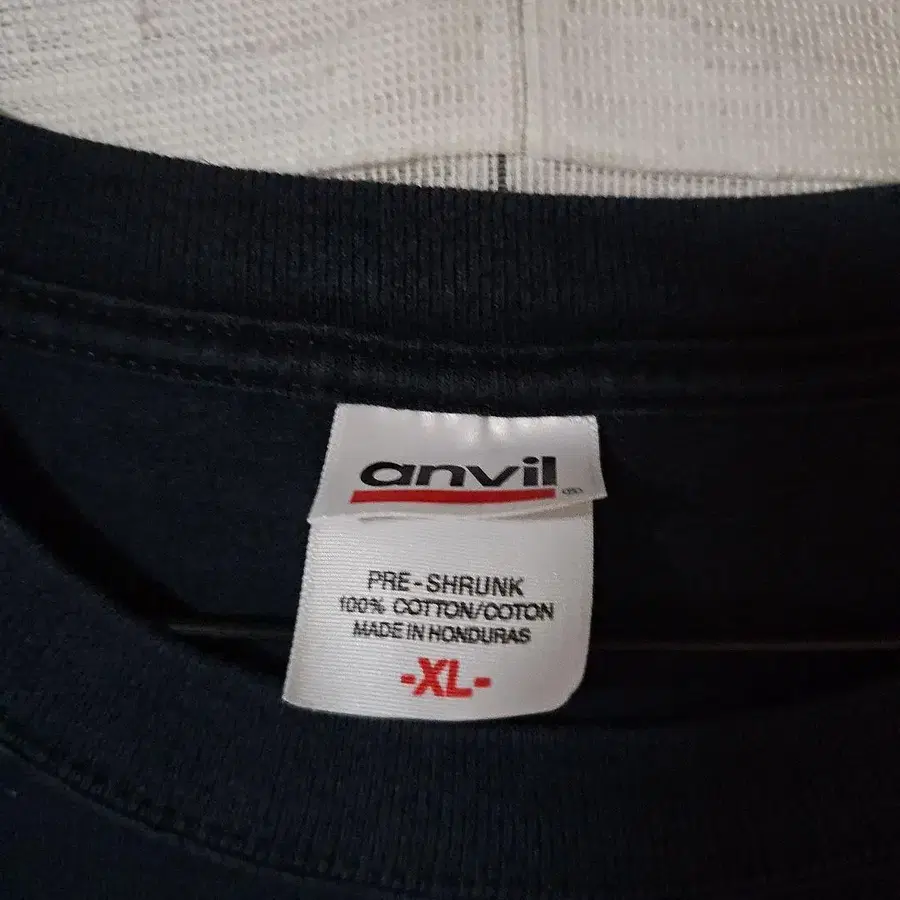 anvil
PRE-SHRUNK
100% COTTON/COTON
MADE IN HONDURAS
-XL-